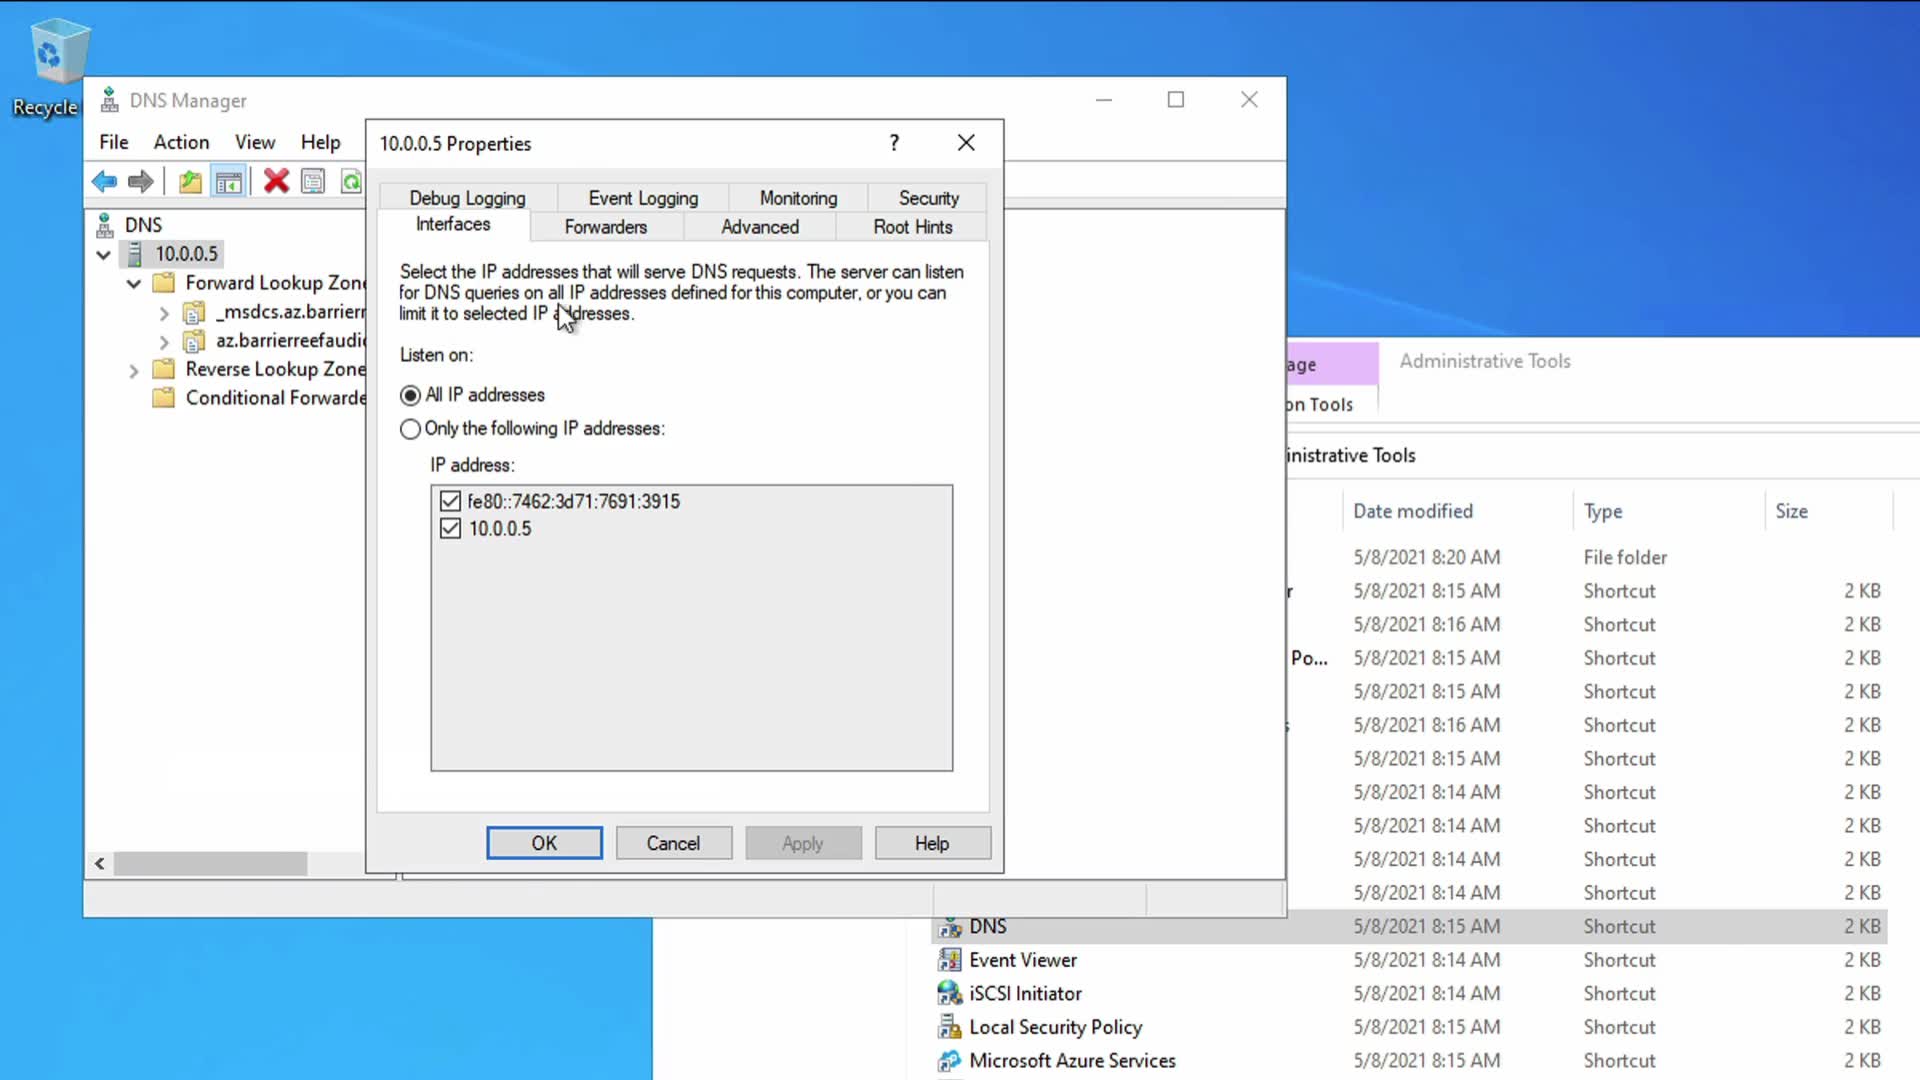 Recycle
DNS Manager
File Action View Help
10.0.0.5 Properties
?
Debug Logging Event Logging Monitoring Security
Interfaces Forwarders Advanced Root Hints
DNS
10.0.0.5
Forward Lookup Zone
_msdcs.az.barrierr
az.barrierreefaudio
Reverse Lookup Zone
Conditional Forwarde
Select the IP addresses that will serve DNS requests. The server can listen
for DNS queries on all IP addresses defined for this computer, or you can
limit it to selected IP addresses.
Listen on:
All IP addresses
Only the following IP addresses:
IP address:
fe80::7462:3d71:7691:3915
10.0.0.5
OK Cancel Apply Help
age Administrative Tools
on Tools
inistrative Tools
Date modified Type Size
5/8/2021 8:20 AM File folder
r 5/8/2021 8:15 AM Shortcut 2 KB
5/8/2021 8:16 AM Shortcut 2 KB
Po... 5/8/2021 8:15 AM Shortcut 2 KB
5/8/2021 8:15 AM Shortcut 2 KB
s 5/8/2021 8:16 AM Shortcut 2 KB
5/8/2021 8:15 AM Shortcut 2 KB
5/8/2021 8:14 AM Shortcut 2 KB
5/8/2021 8:14 AM Shortcut 2 KB
5/8/2021 8:14 AM Shortcut 2 KB
5/8/2021 8:14 AM Shortcut 2 KB
DNS 5/8/2021 8:15 AM Shortcut 2 KB
Event Viewer 5/8/2021 8:14 AM Shortcut 2 KB
iSCSI Initiator 5/8/2021 8:14 AM Shortcut 2 KB
Local Security Policy 5/8/2021 8:15 AM Shortcut 2 KB
Microsoft Azure Services 5/8/2021 8:15 AM Shortcut 2 KB